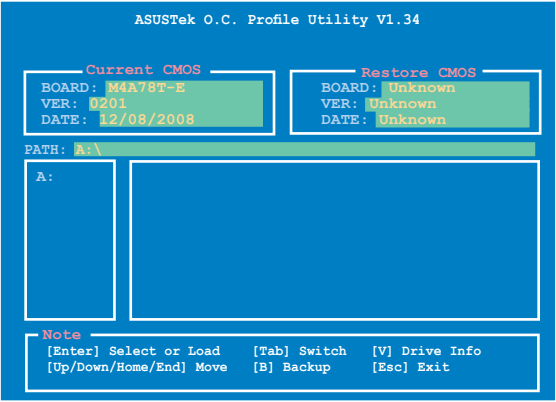 ASUSTek O.C. Profile Utility V1.34
Current CMOS
BOARD: M4A78T-E
VER: 0201
DATE: 12/08/2008
Restore CMOS
BOARD: Unknown
VER: Unknown
DATE: Unknown
PATH: A:\
A:
Note
[Enter] Select or Load [Tab] Switch [V] Drive Info
[Up/Down/Home/End] Move [B] Backup [Esc] Exit